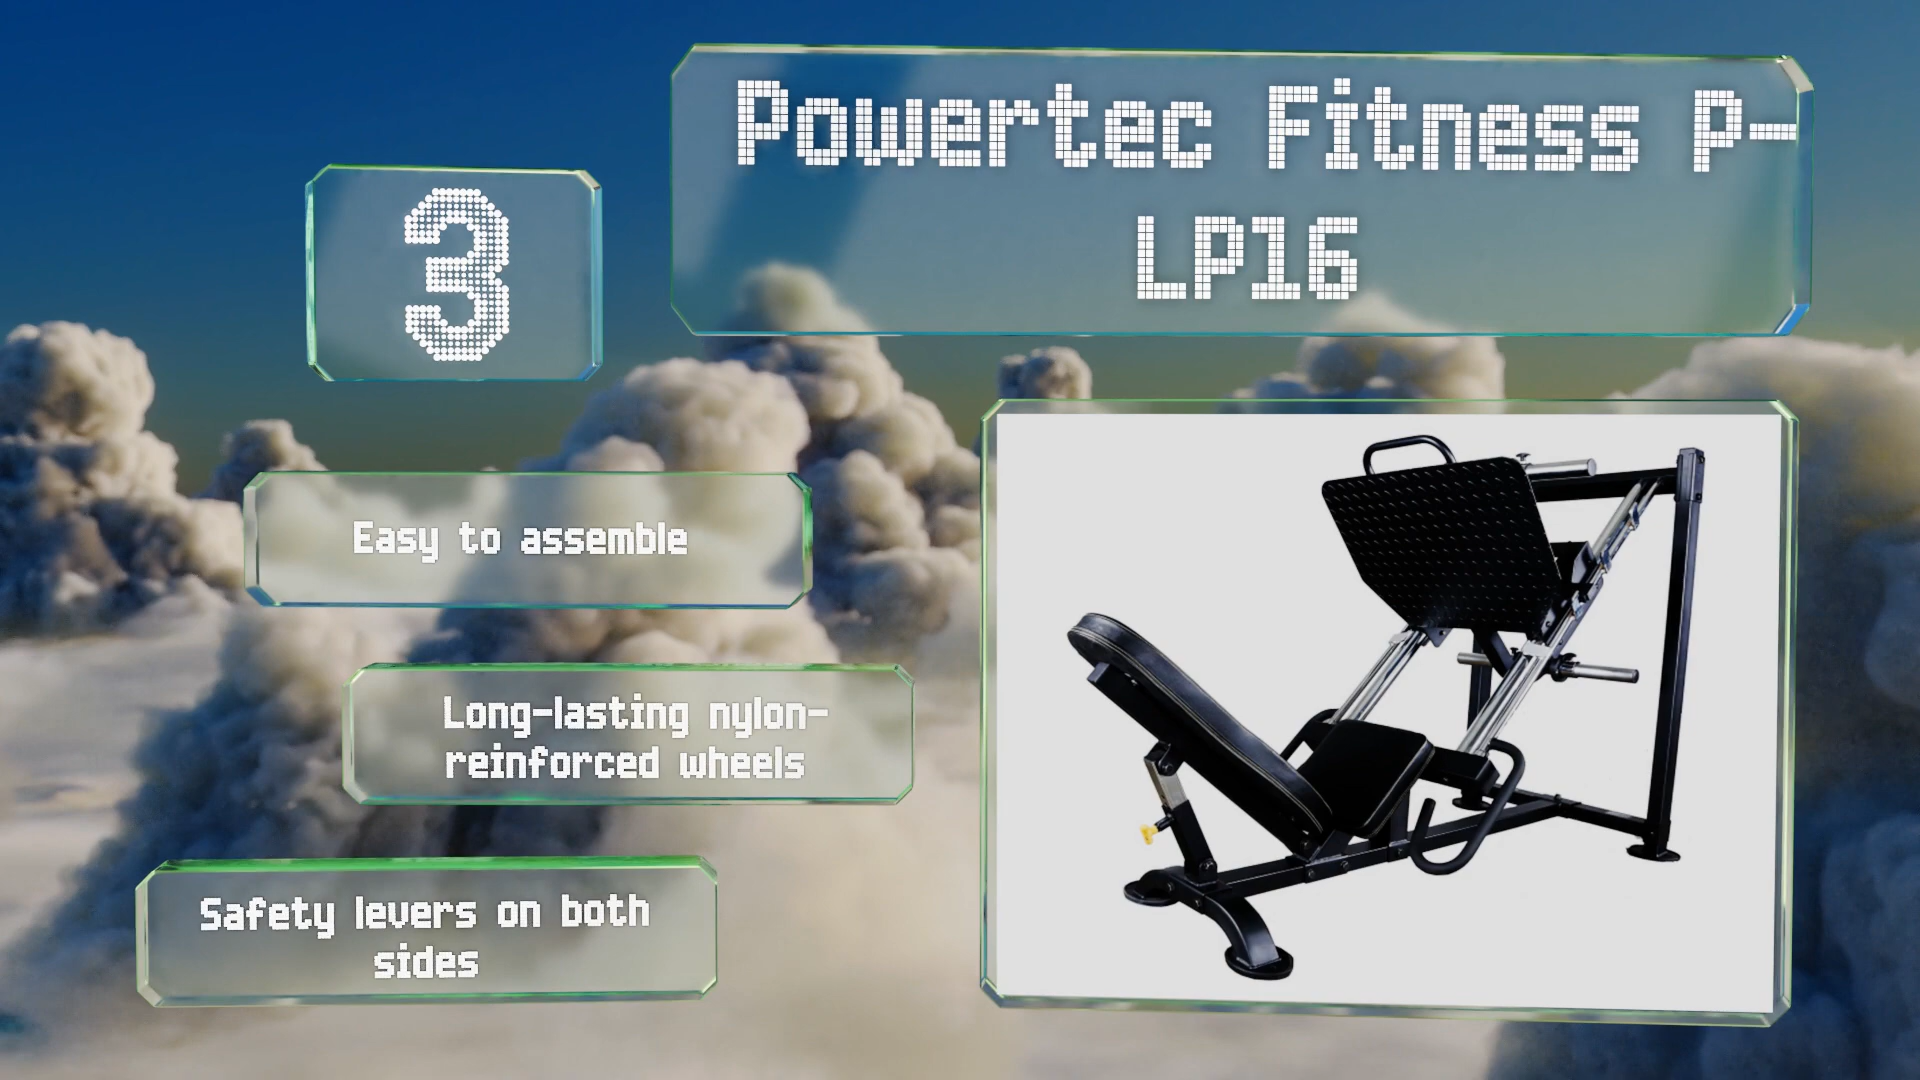 3
Powertec Fitness P-
LP16
Easy to assemble
Long-lasting nylon-
reinforced wheels
Safety levers on both
sides